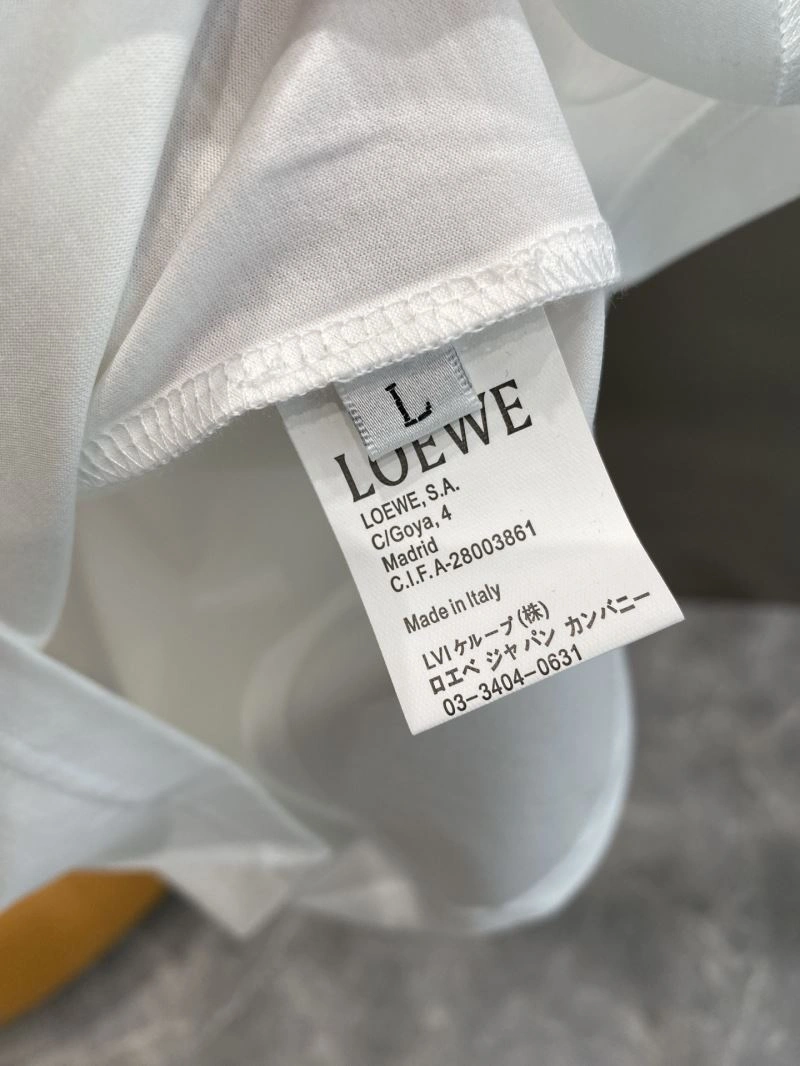 L
LOEWE
LOEWE, S.A.
C/Goya, 4
Madrid
C.I.F.A-28003861
Made in Italy
LVIケループ(株)
ロエベ ジャパン カンバニー
03-3404-0631